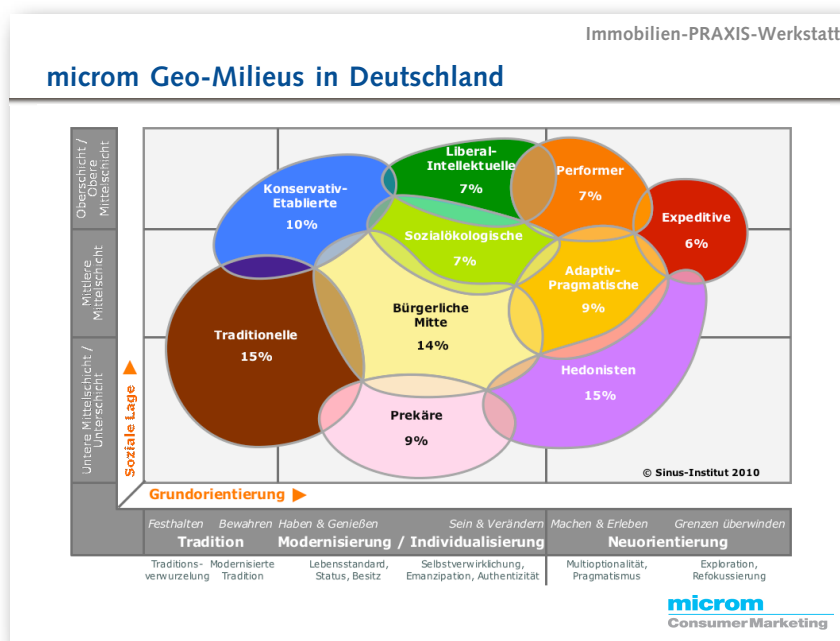 Immobilien-PRAXIS-Werkstatt
microm Geo-Milieus in Deutschland
Oberschicht /
Obere
Mittelschicht
Mittlere
Mittelschicht
Untere Mittelschicht /
Unterschicht
Soziale Lage
Konservativ-
Etablierte
10%
Liberal-
Intellektuelle
7%
Performer
7%
Expeditive
6%
Sozialökologische
7%
Adaptiv-
Pragmatische
9%
Traditionelle
15%
Bürgerliche
Mitte
14%
Hedonisten
15%
Prekäre
9%
© Sinus-Institut 2010
Grundorientierung
Festhalten Bewahren Haben & Genießen Sein & Verändern Machen & Erleben Grenzen überwinden
Tradition Modernisierung / Individualisierung Neuorientierung
Traditions- Modernisierte Lebensstandard, Selbstverwirklichung, Multioptionalität, Exploration,
verwurzelung Tradition Status, Besitz Emanzipation, Authentizität Pragmatismus Refokussierung
microm
Consumer Marketing